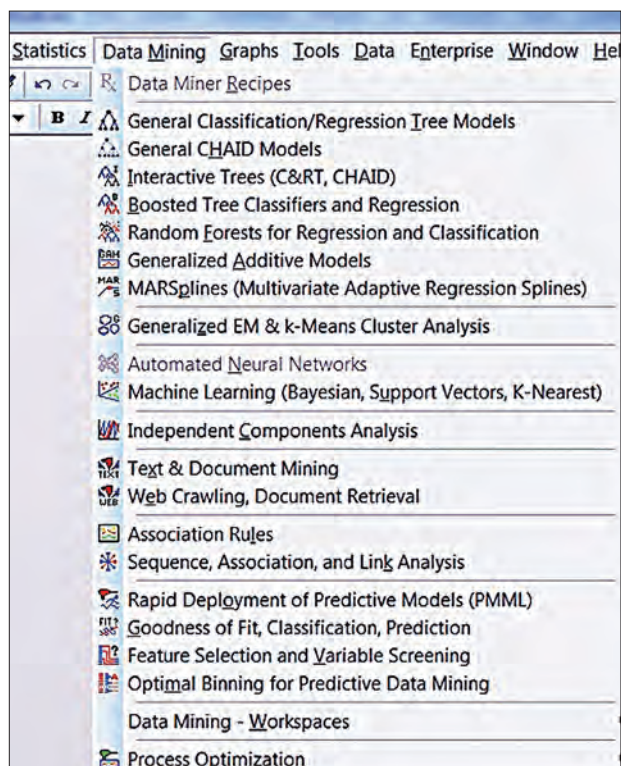 Statistics Data Mining Graphs Tools Data Enterprise Window Hel
Data Miner Recipes
B I
General Classification/Regression Tree Models
General CHAID Models
Interactive Trees (C&RT, CHAID)
Boosted Tree Classifiers and Regression
Random Forests for Regression and Classification
Generalized Additive Models
MARSplines (Multivariate Adaptive Regression Splines)
Generalized EM & k-Means Cluster Analysis
Automated Neural Networks
Machine Learning (Bayesian, Support Vectors, K-Nearest)
Independent Components Analysis
Text & Document Mining
Web Crawling, Document Retrieval
Association Rules
Sequence, Association, and Link Analysis
Rapid Deployment of Predictive Models (PMML)
Goodness of Fit, Classification, Prediction
Feature Selection and Variable Screening
Optimal Binning for Predictive Data Mining
Data Mining - Workspaces
Process Optimization